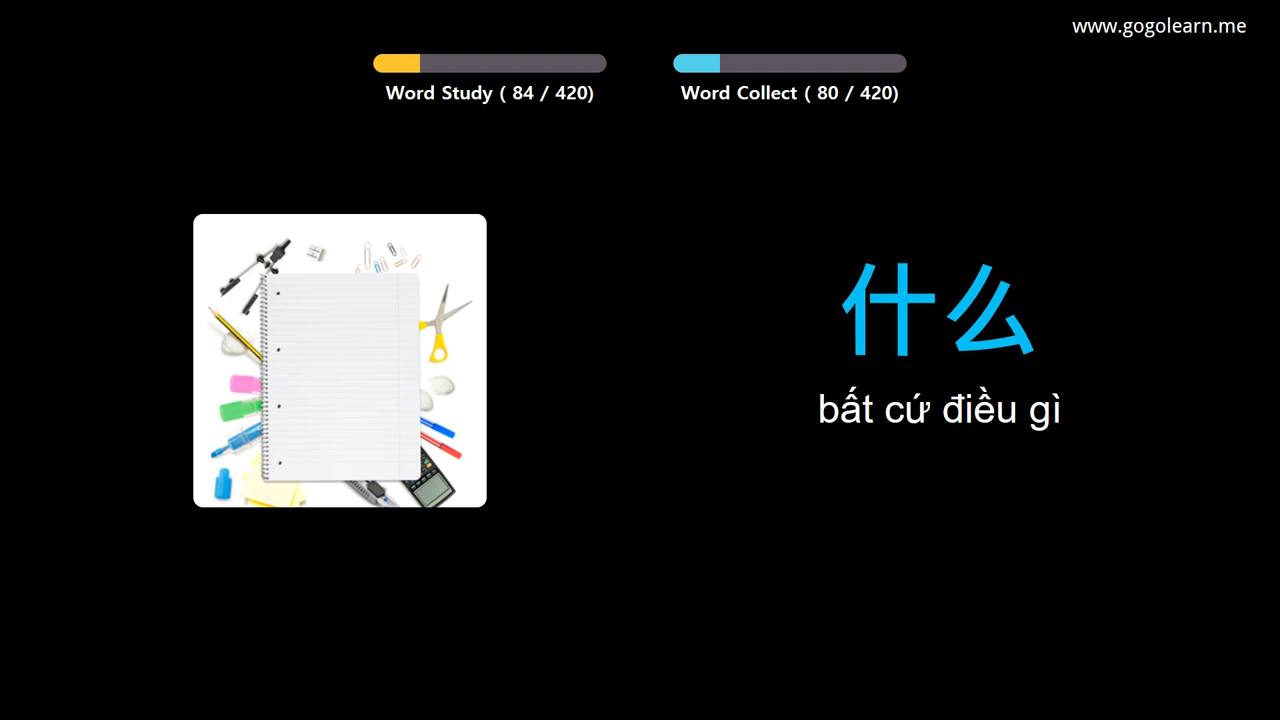 www.gogolearn.me
Word Study ( 84 / 420)
Word Collect ( 80 / 420)
什么
bất cứ điều gì